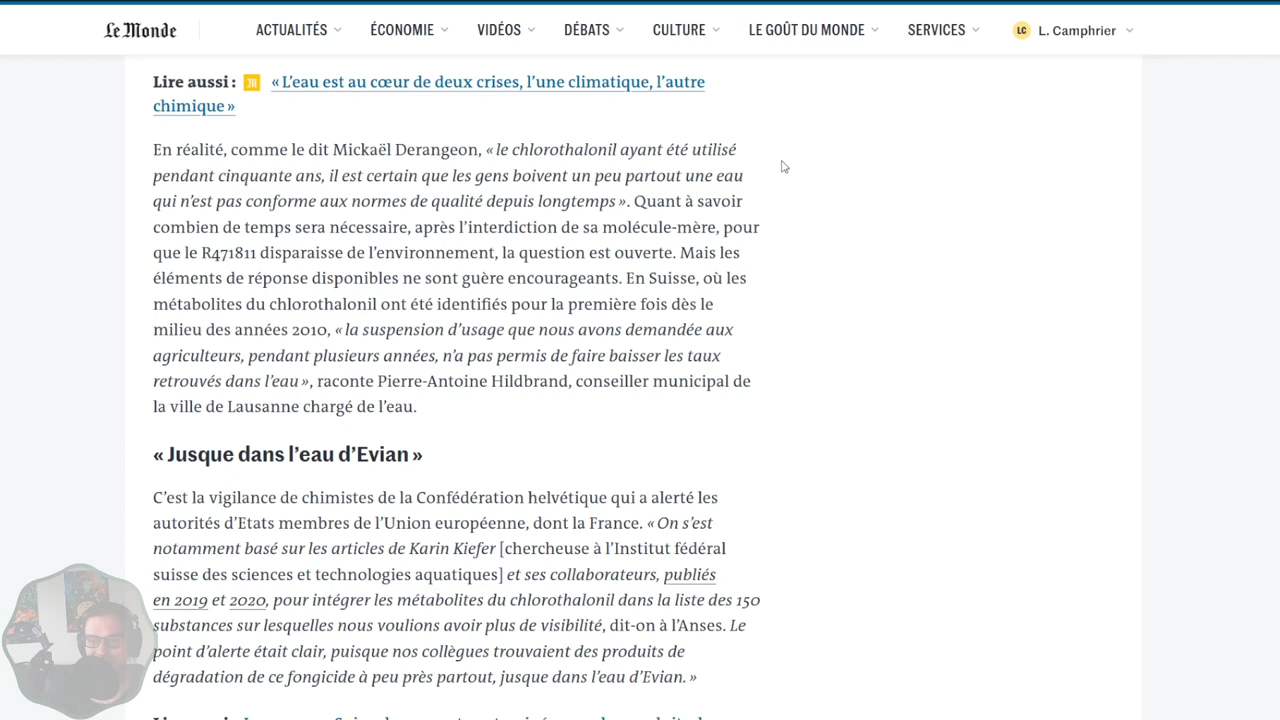 Le Monde
ACTUALITÉS
ÉCONOMIE
VIDÉOS
DÉBATS
CULTURE
LE GOÛT DU MONDE
SERVICES
LC
L. Camphrier
Lire aussi : M « L’eau est au cœur de deux crises, l’une climatique, l’autre
chimique »
En réalité, comme le dit Mickaël Derangeon, « le chlorothalonil ayant été utilisé
pendant cinquante ans, il est certain que les gens boivent un peu partout une eau
qui n’est pas conforme aux normes de qualité depuis longtemps ». Quant à savoir
combien de temps sera nécessaire, après l’interdiction de sa molécule-mère, pour
que le R471811 disparaisse de l’environnement, la question est ouverte. Mais les
éléments de réponse disponibles ne sont guère encourageants. En Suisse, où les
métabolites du chlorothalonil ont été identifiés pour la première fois dès le
milieu des années 2010, « la suspension d’usage que nous avons demandée aux
agriculteurs, pendant plusieurs années, n’a pas permis de faire baisser les taux
retrouvés dans l’eau », raconte Pierre-Antoine Hildbrand, conseiller municipal de
la ville de Lausanne chargé de l’eau.
« Jusque dans l’eau d’Evian »
C’est la vigilance de chimistes de la Confédération helvétique qui a alerté les
autorités d’Etats membres de l’Union européenne, dont la France. « On s’est
notamment basé sur les articles de Karin Kiefer [chercheuse à l’Institut fédéral
suisse des sciences et technologies aquatiques] et ses collaborateurs, publiés
en 2019 et 2020, pour intégrer les métabolites du chlorothalonil dans la liste des 150
substances sur lesquelles nous voulions avoir plus de visibilité, dit-on à l’Anses. Le
point d’alerte était clair, puisque nos collègues trouvaient des produits de
dégradation de ce fongicide à peu près partout, jusque dans l’eau d’Evian. »